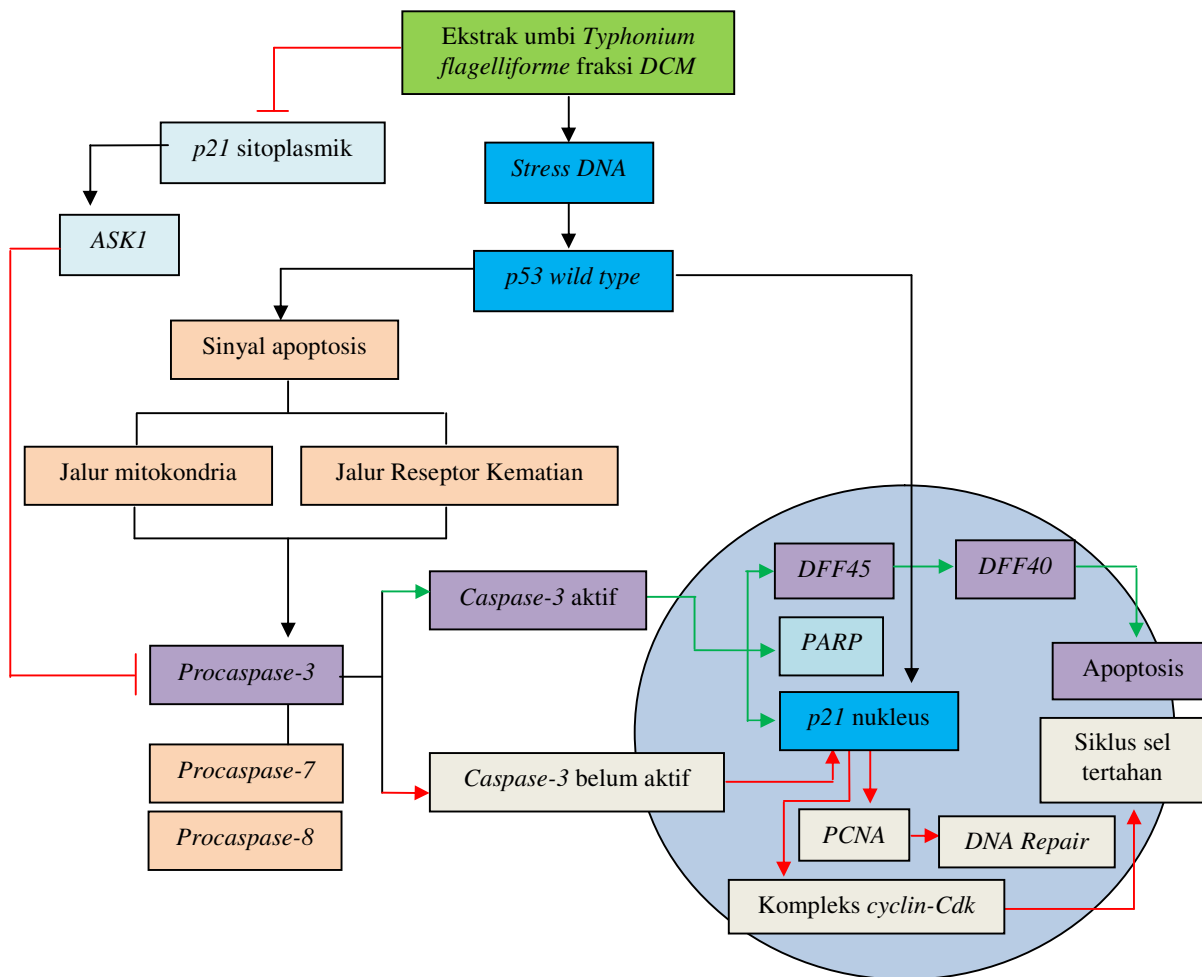 Ekstrak umbi Typhonium
flagelliforme fraksi DCM
p21 sitoplasmik
Stress DNA
ASK1
p53 wild type
Sinyal apoptosis
Jalur mitokondria
Jalur Reseptor Kematian
DFF45
DFF40
Caspase-3 aktif
PARP
Procaspase-3
Apoptosis
p21 nukleus
Siklus sel
tertahan
Procaspase-7
Caspase-3 belum aktif
Procaspase-8
PCNA
DNA Repair
Kompleks cyclin-Cdk